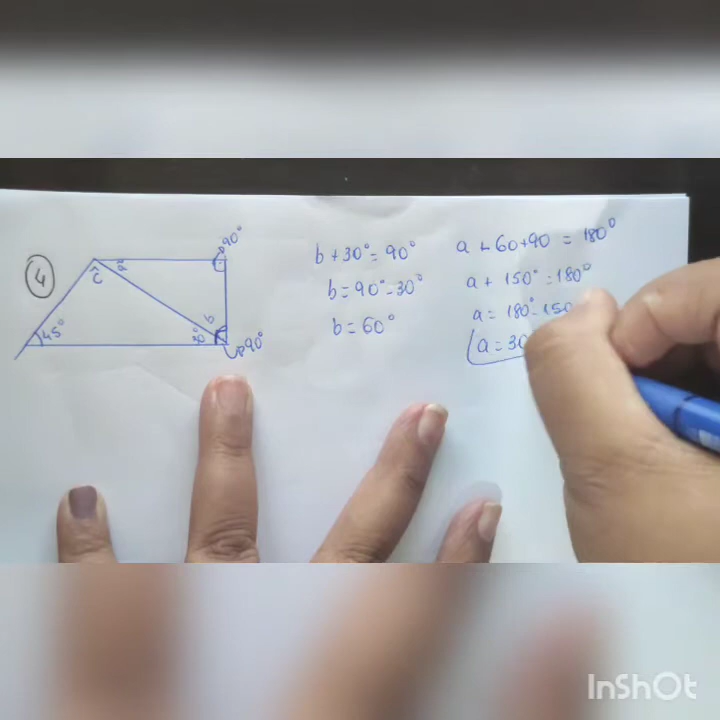 4
90°
ĉ
a
45°
30°
b
90°
b + 30° = 90°
b = 90° - 30°
b = 60°
a + 60 + 90 = 180°
a + 150° = 180°
a = 180° - 150
a = 30
InShOt